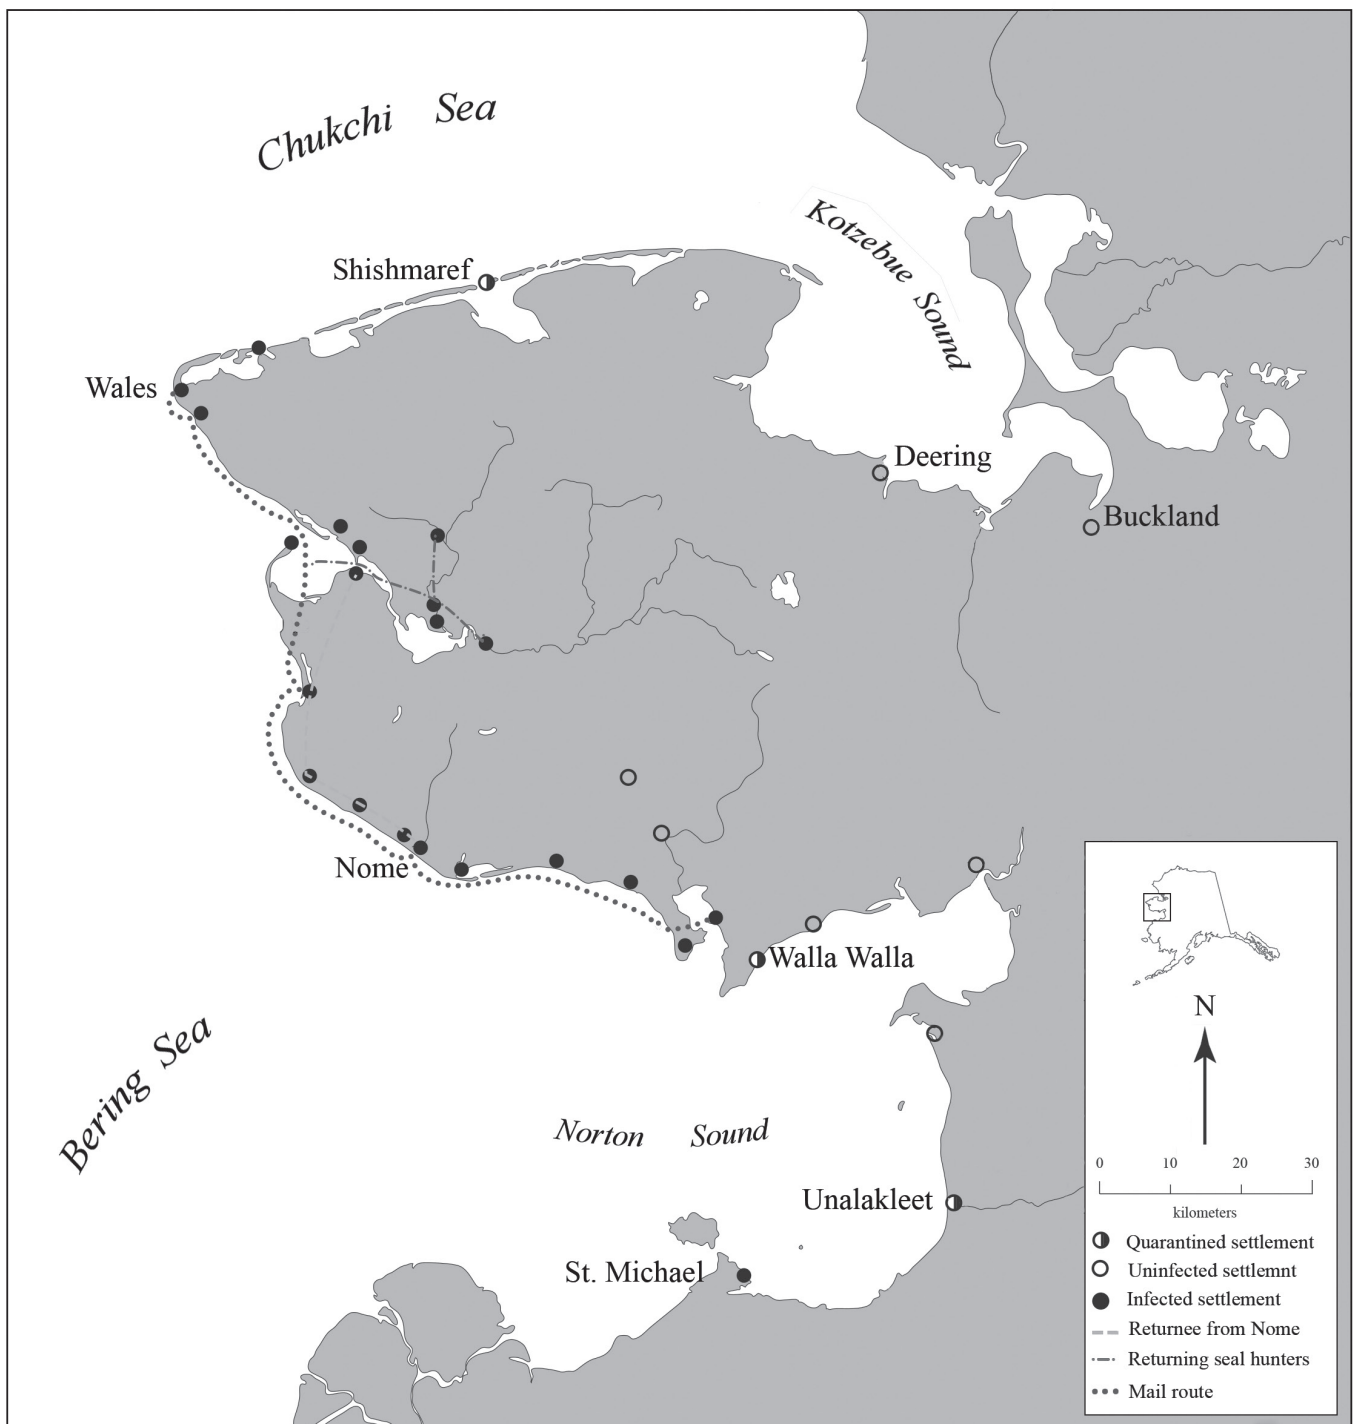 Chukchi Sea
Kotzebue Sound
Shishmaref
Wales
Deering
Buckland
Nome
Walla Walla
Bering Sea
Norton Sound
Unalakleet
St. Michael
N
0 10 20 30
kilometers
Quarantined settlement
Uninfected settlemnt
Infected settlement
Returnee from Nome
Returning seal hunters
Mail route